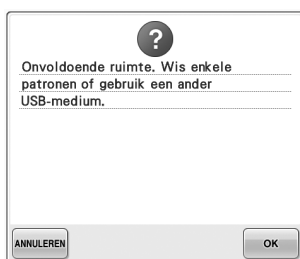 ?
Onvoldoende ruimte. Wis enkele
patronen of gebruik een ander
USB-medium.
ANNULEREN
OK